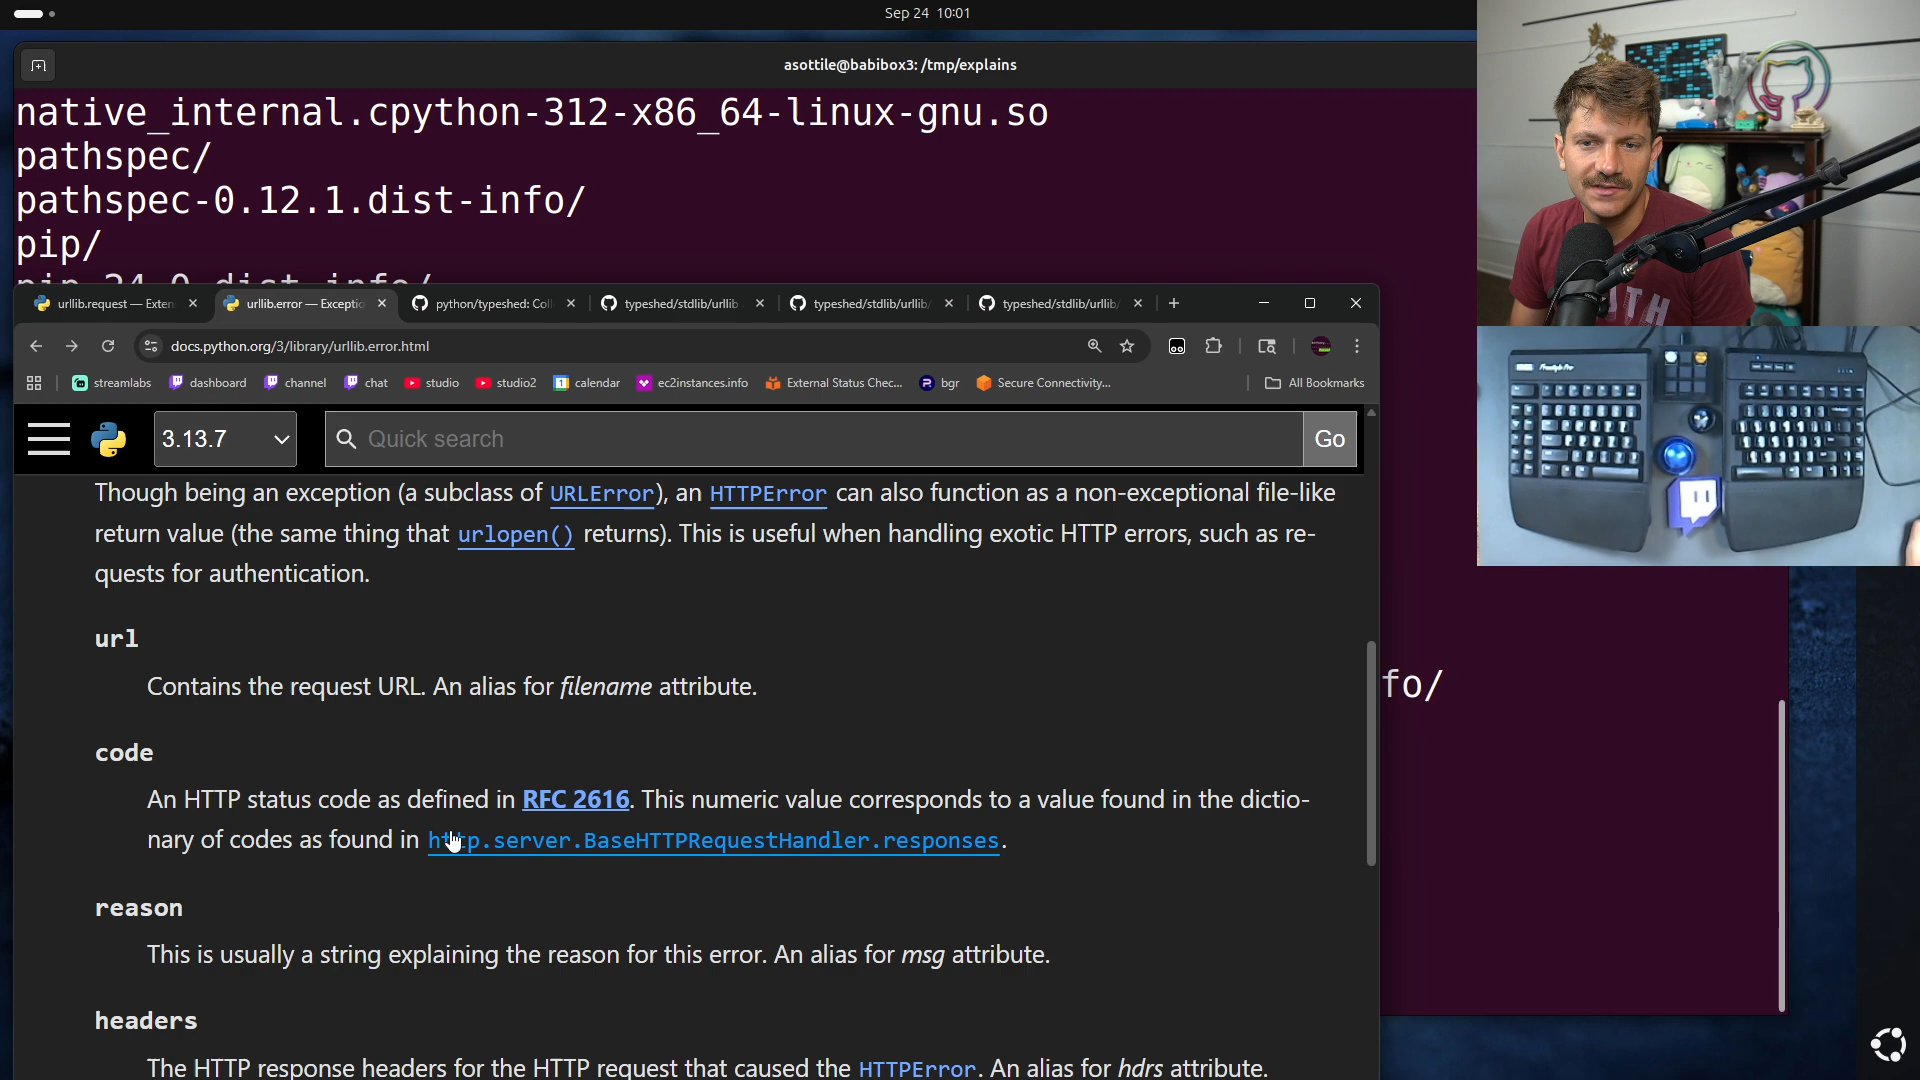 Sep 24 10:01
asottile@babibox3: /tmp/explains
native_internal.cpython-312-x86_64-linux-gnu.so
pathspec/
pathspec-0.12.1.dist-info/
pip/
pip-24.0.dist-info/
urllib.request — Exten
urllib.error — Exceptio
python/typeshed: Coll
typeshed/stdlib/urllib
typeshed/stdlib/urllib/
typeshed/stdlib/urllib/
docs.python.org/3/library/urllib.error.html
streamlabs
dashboard
channel
chat
studio
studio2
calendar
ec2instances.info
External Status Chec...
bgr
Secure Connectivity...
All Bookmarks
3.13.7
Quick search
Go
Though being an exception (a subclass of URLError), an HTTPError can also function as a non-exceptional file-like
return value (the same thing that urlopen() returns). This is useful when handling exotic HTTP errors, such as re-
quests for authentication.
url
Contains the request URL. An alias for filename attribute.
code
An HTTP status code as defined in RFC 2616. This numeric value corresponds to a value found in the dictio-
nary of codes as found in http.server.BaseHTTPRequestHandler.responses.
reason
This is usually a string explaining the reason for this error. An alias for msg attribute.
headers
The HTTP response headers for the HTTP request that caused the HTTPError. An alias for hdrs attribute.
fo/
Freestyle Pro